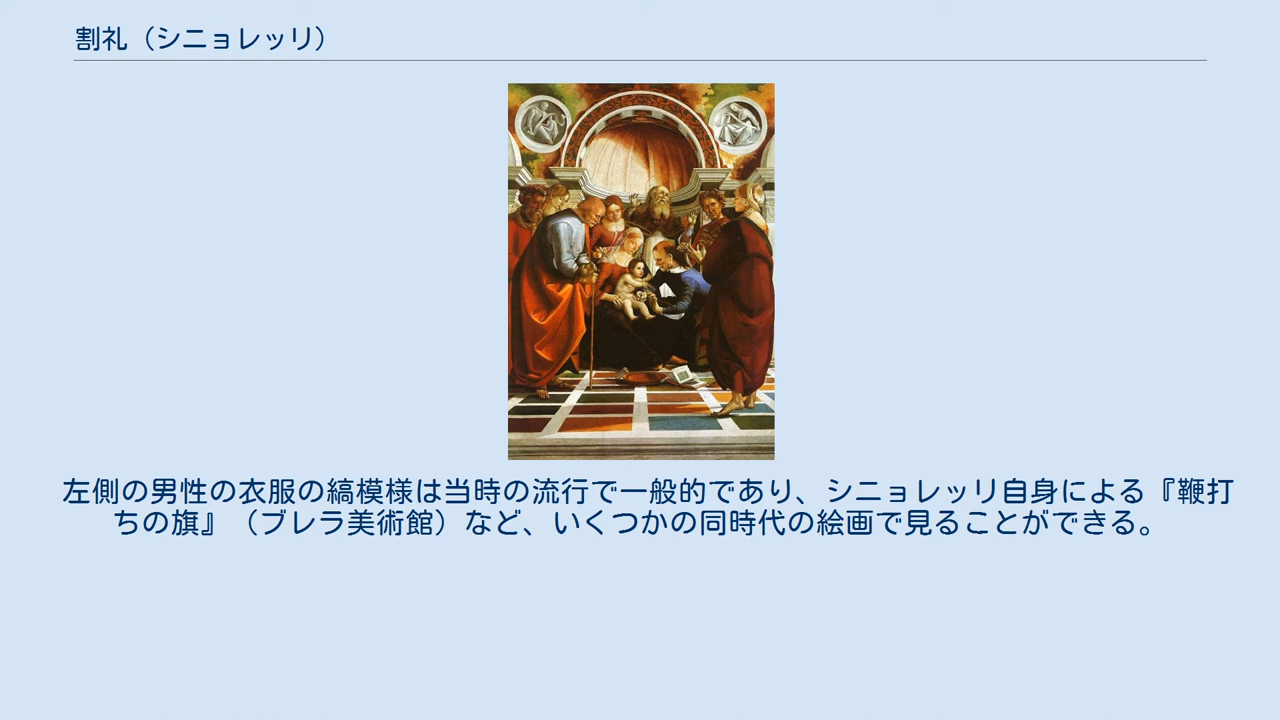 割礼（シニョレッリ）
左側の男性の衣服の縞模様は当時の流行で一般的であり、シニョレッリ自身による『鞭打
ちの旗』（ブレラ美術館）など、いくつかの同時代の絵画で見ることができる。